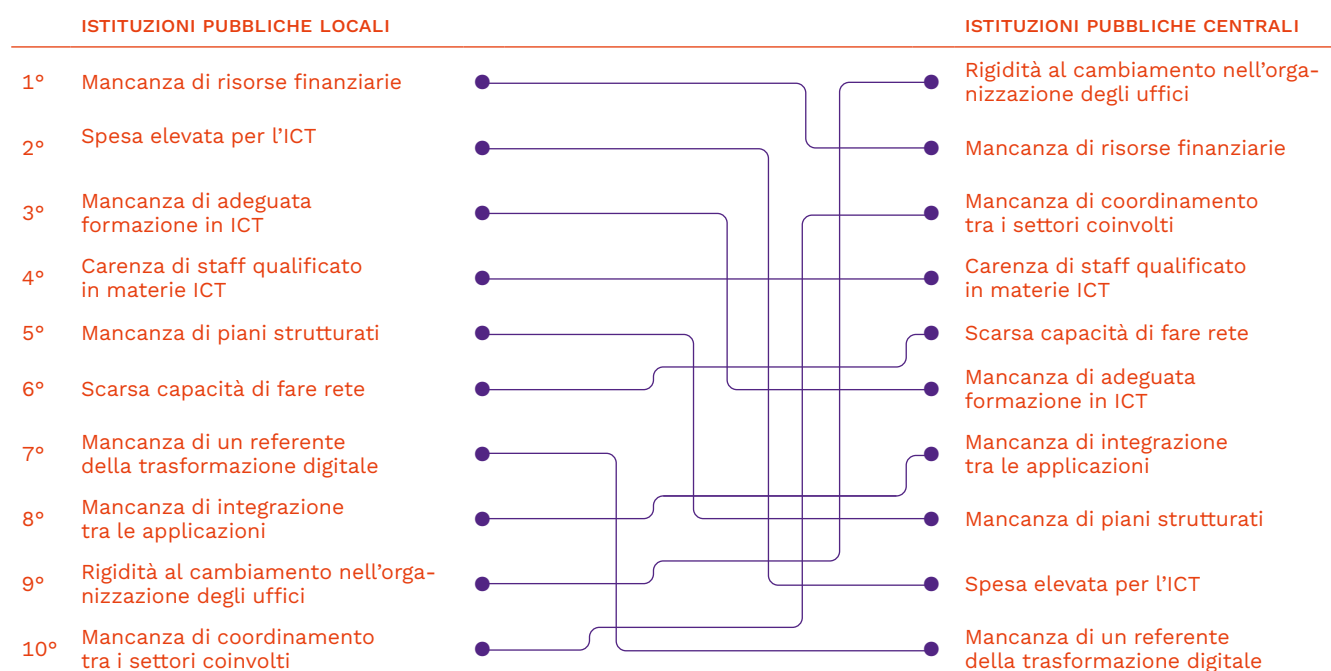 ISTITUZIONI PUBBLICHE LOCALI
ISTITUZIONI PUBBLICHE CENTRALI
1°
Mancanza di risorse finanziarie
Rigidità al cambiamento nell'orga-
nizzazione degli uffici
2°
Spesa elevata per l'ICT
Mancanza di risorse finanziarie
3°
Mancanza di adeguata
formazione in ICT
Mancanza di coordinamento
tra i settori coinvolti
4°
Carenza di staff qualificato
in materie ICT
Carenza di staff qualificato
in materie ICT
5°
Mancanza di piani strutturati
Scarsa capacità di fare rete
6°
Scarsa capacità di fare rete
Mancanza di adeguata
formazione in ICT
7°
Mancanza di un referente
della trasformazione digitale
Mancanza di integrazione
tra le applicazioni
8°
Mancanza di integrazione
tra le applicazioni
Mancanza di piani strutturati
9°
Rigidità al cambiamento nell'orga-
nizzazione degli uffici
Spesa elevata per l'ICT
10°
Mancanza di coordinamento
tra i settori coinvolti
Mancanza di un referente
della trasformazione digitale